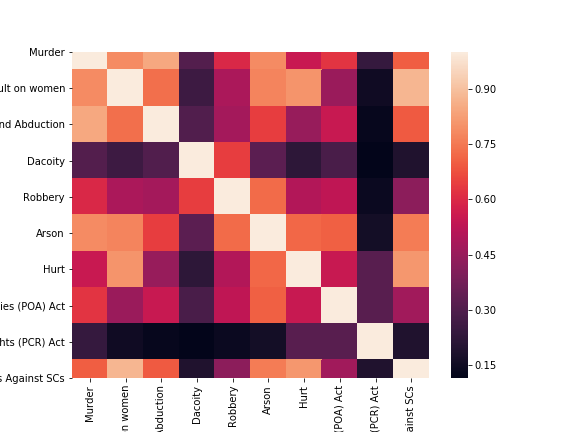 Murder
ult on women
nd Abduction
Dacoity
Robbery
Arson
Hurt
ies (POA) Act
hts (PCR) Act
s Against SCs
0.90
0.75
0.60
0.45
0.30
0.15
Murder
n women
Abduction
Dacoity
Robbery
Arson
Hurt
(POA) Act
(PCR) Act
ainst SCs